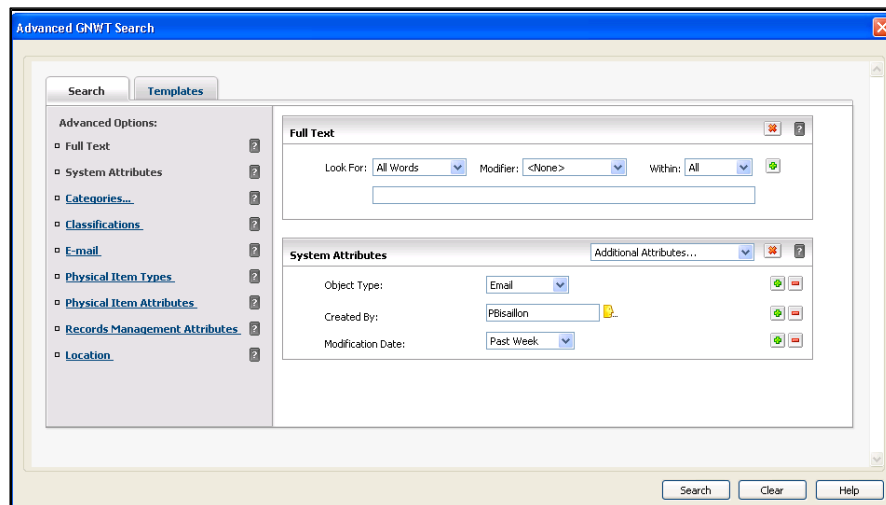 Advanced GNWT Search
Search Templates
Advanced Options:
Full Text ?
System Attributes ?
Categories... ?
Classifications ?
E-mail ?
Physical Item Types ?
Physical Item Attributes ?
Records Management Attributes ?
Location ?
Full Text ?
Look For: All Words Modifier: <None> Within: All
System Attributes Additional Attributes... ?
Object Type: Email
Created By: PBisaillon
Modification Date: Past Week
Search Clear Help